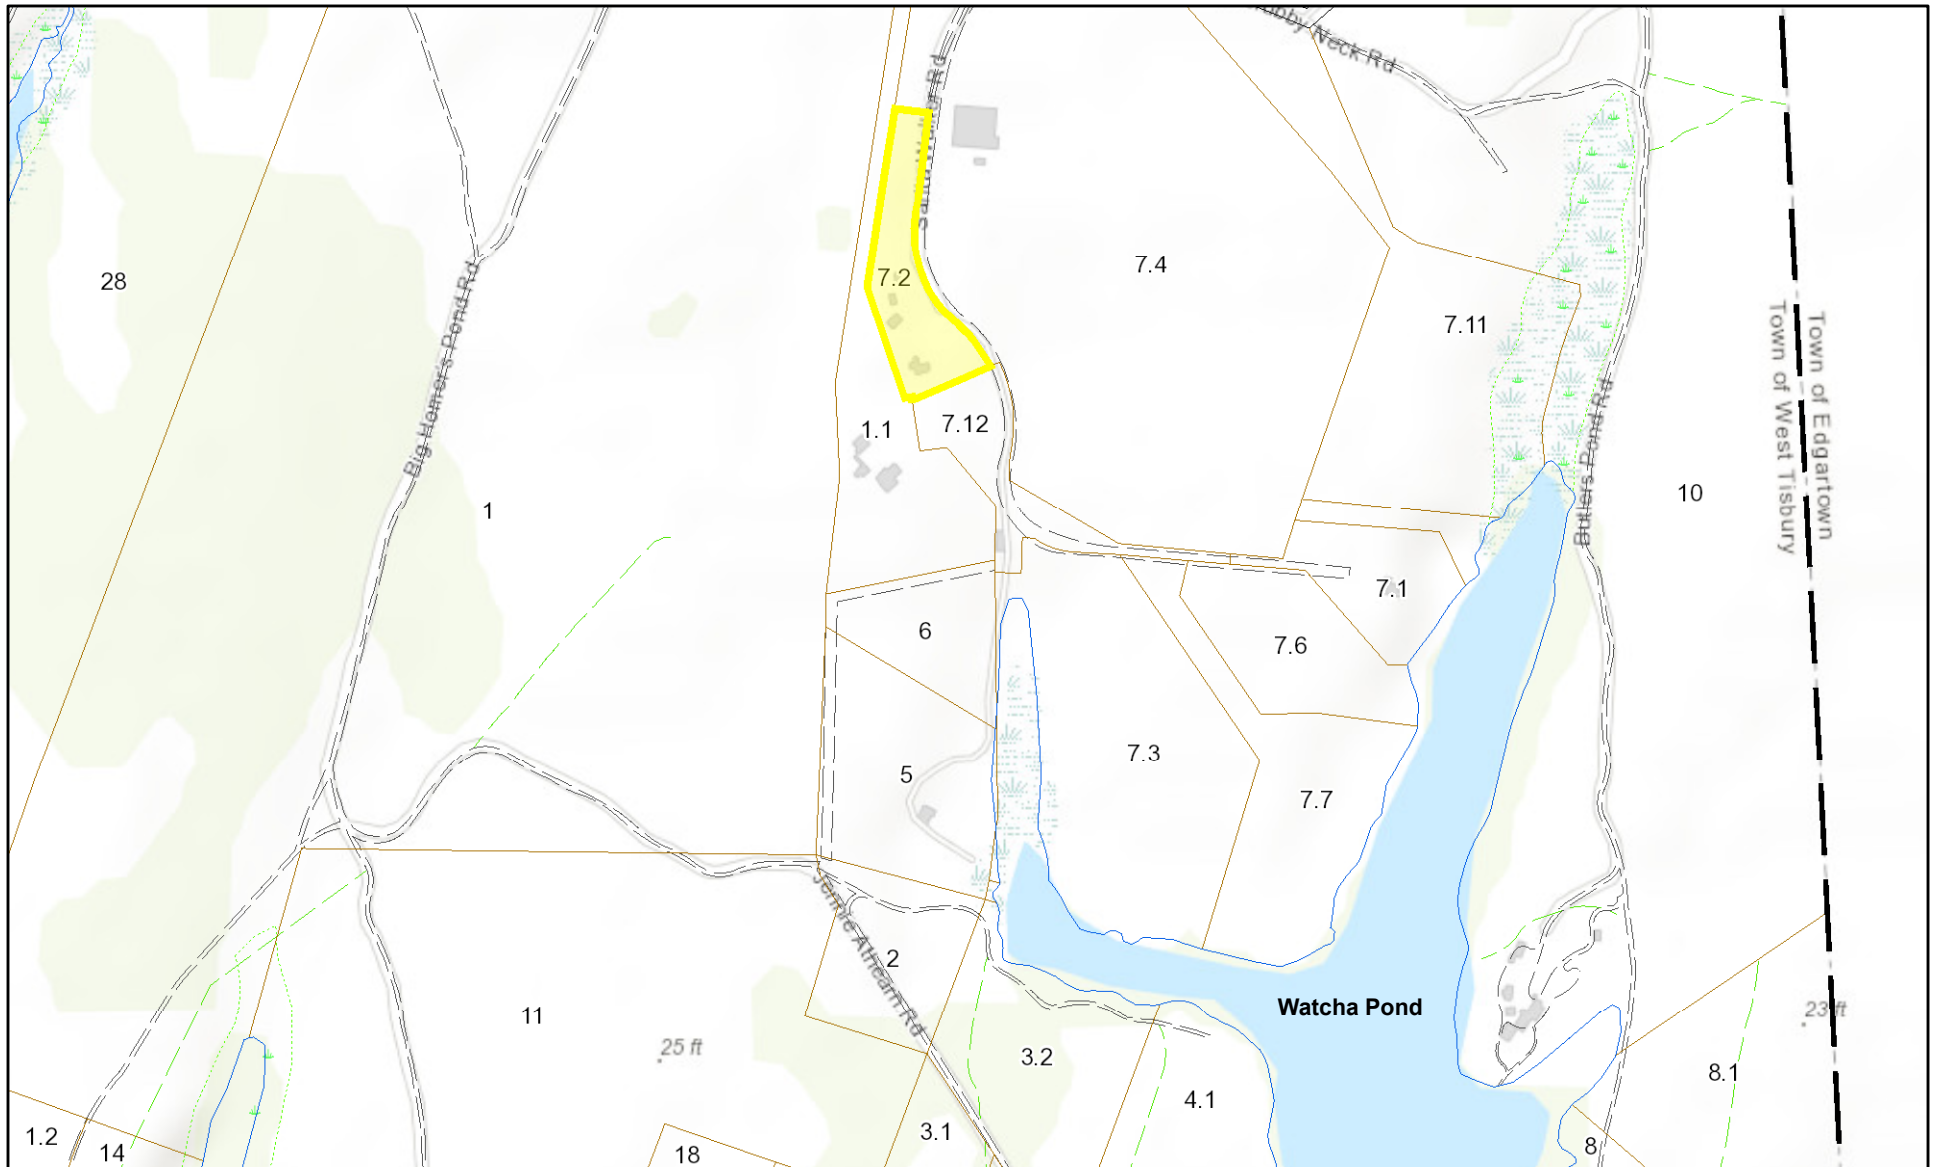 Neck Rd
28
7.2
7.4
7.11
Town of Edgartown
Town of West Tisbury
Big Homer's Pond Rd
1.1
7.12
Butlers Pond Rd
10
1
7.1
6
7.6
7.3
5
7.7
Jennie Athearn Rd
2
Watcha Pond
23 ft
11
25 ft
3.2
8.1
4.1
1.2
14
3.1
18
8